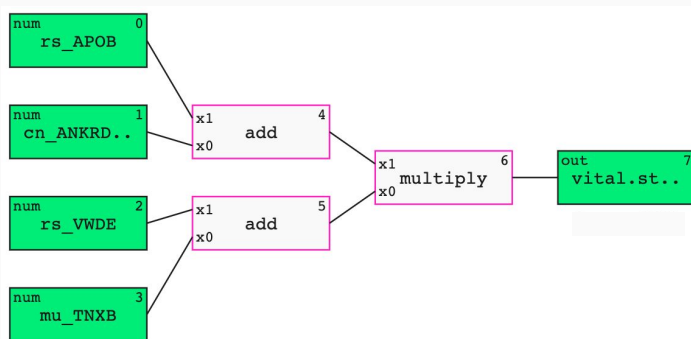 num 0
rs_APOB
num 1
cn_ANKRD..
x1 4
add
x0
num 2
rs_VWDE
x1 5
add
x0
num 3
mu_TNXB
x1 6
multiply
x0
out 7
vital.st..